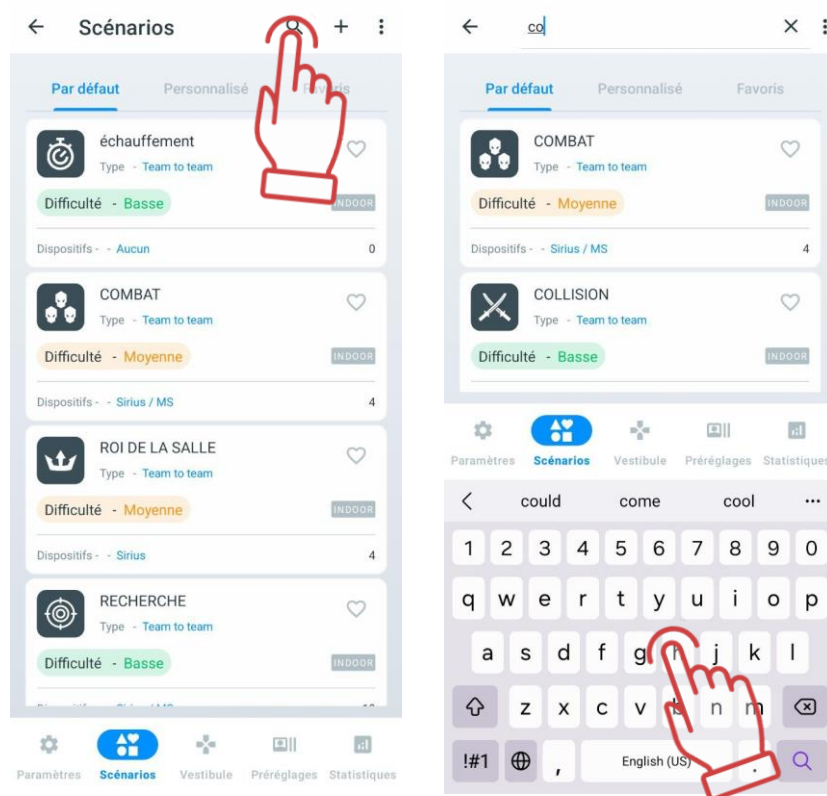 Scénarios
Par défaut Personnalisé Favoris
échauffement
Type - Team to team
Difficulté - Basse
INDOOR
Dispositifs - - Aucun 0
COMBAT
Type - Team to team
Difficulté - Moyenne
INDOOR
Dispositifs - - Sirius / MS 4
ROI DE LA SALLE
Type - Team to team
Difficulté - Moyenne
INDOOR
Dispositifs - - Sirius 4
RECHERCHE
Type - Team to team
Difficulté - Basse
INDOOR
Paramètres Scénarios Vestibule Préréglages Statistiques
co
Par défaut Personnalisé Favoris
COMBAT
Type - Team to team
Difficulté - Moyenne
INDOOR
Dispositifs - - Sirius / MS 4
COLLISION
Type - Team to team
Difficulté - Basse
INDOOR
Paramètres Scénarios Vestibule Préréglages Statistiques
could come cool ...
1 2 3 4 5 6 7 8 9 0
q w e r t y u i o p
a s d f g h j k l
z x c v b n m
!#1 , English (US) .